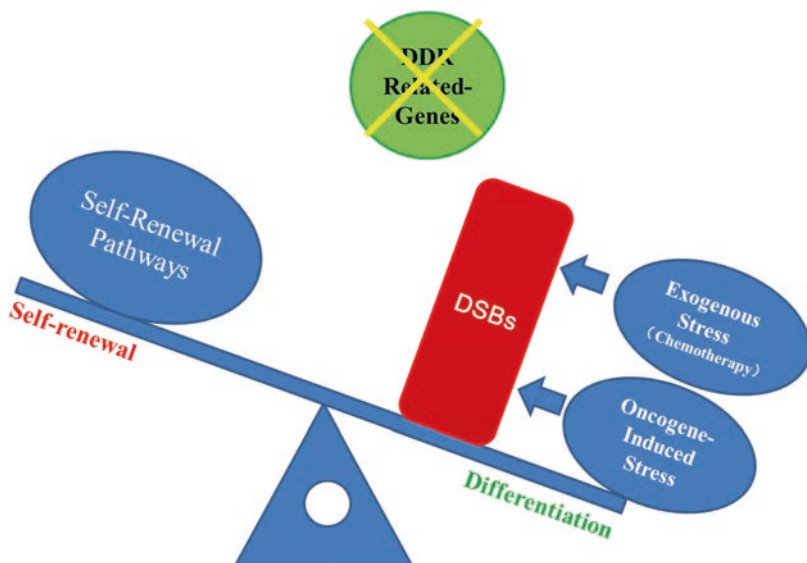 DDR
Related-
Genes
Self-Renewal
Pathways
Self-renewal
DSBs
Exogenous
Stress
（Chemotherapy）
Oncogene-
Induced
Stress
Differentiation